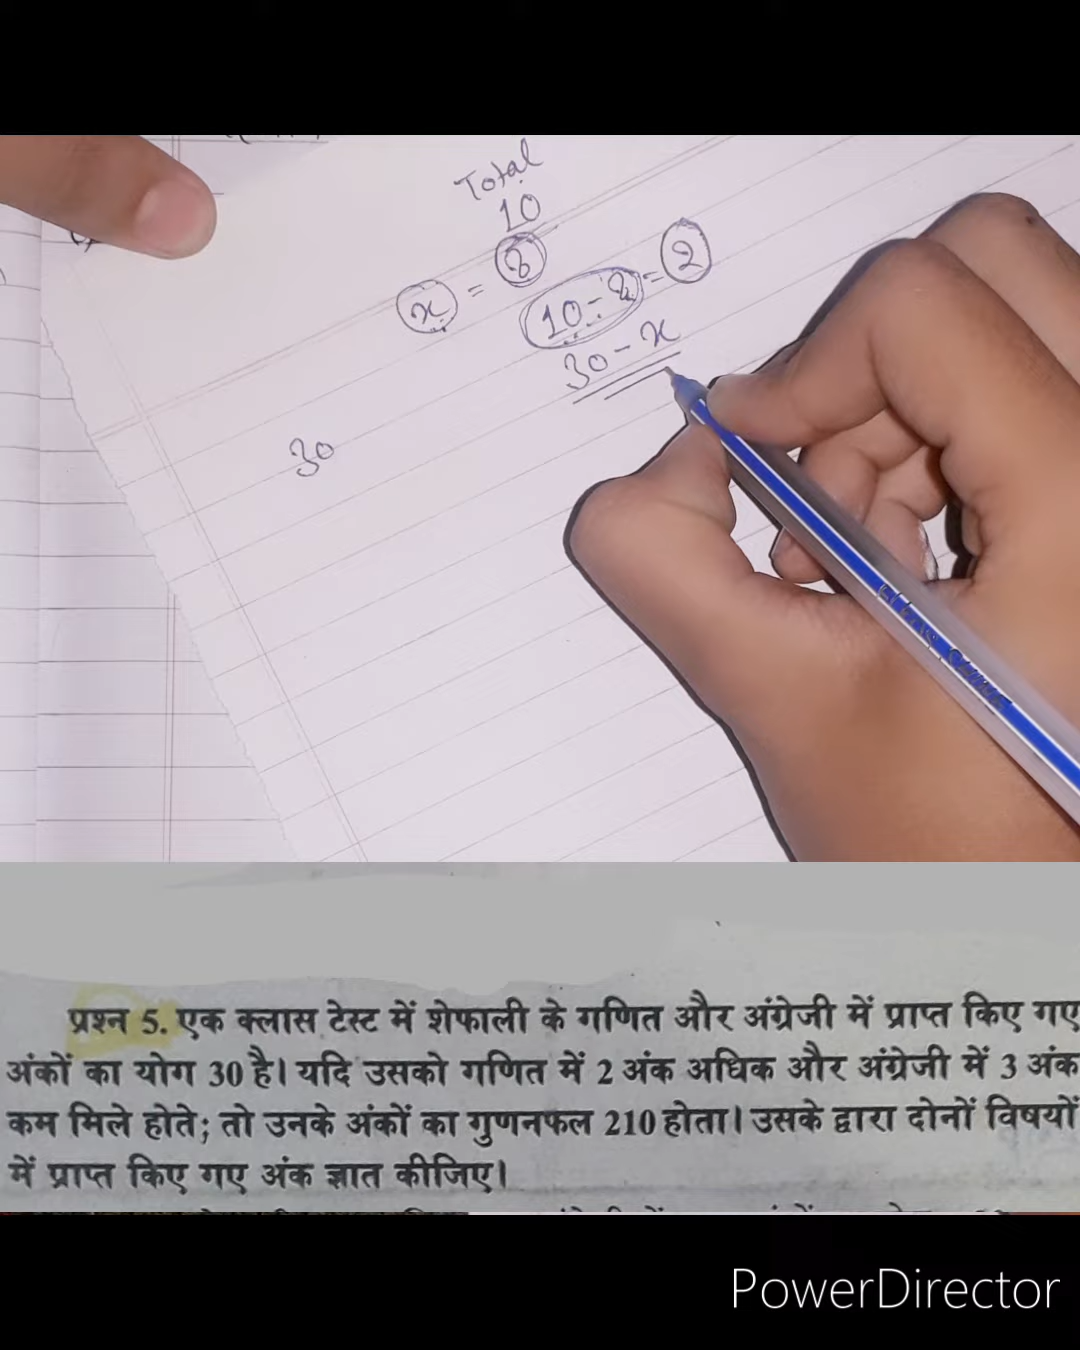 Total
10
x = 8
10 - 8 = 2
30 - x
30
प्रश्न 5. एक क्लास टेस्ट में शेफाली के गणित और अंग्रेजी में प्राप्त किए गए
अंकों का योग 30 है। यदि उसको गणित में 2 अंक अधिक और अंग्रेजी में 3 अंक
कम मिले होते; तो उनके अंकों का गुणनफल 210 होता। उसके द्वारा दोनों विषयों
में प्राप्त किए गए अंक ज्ञात कीजिए।
PowerDirector